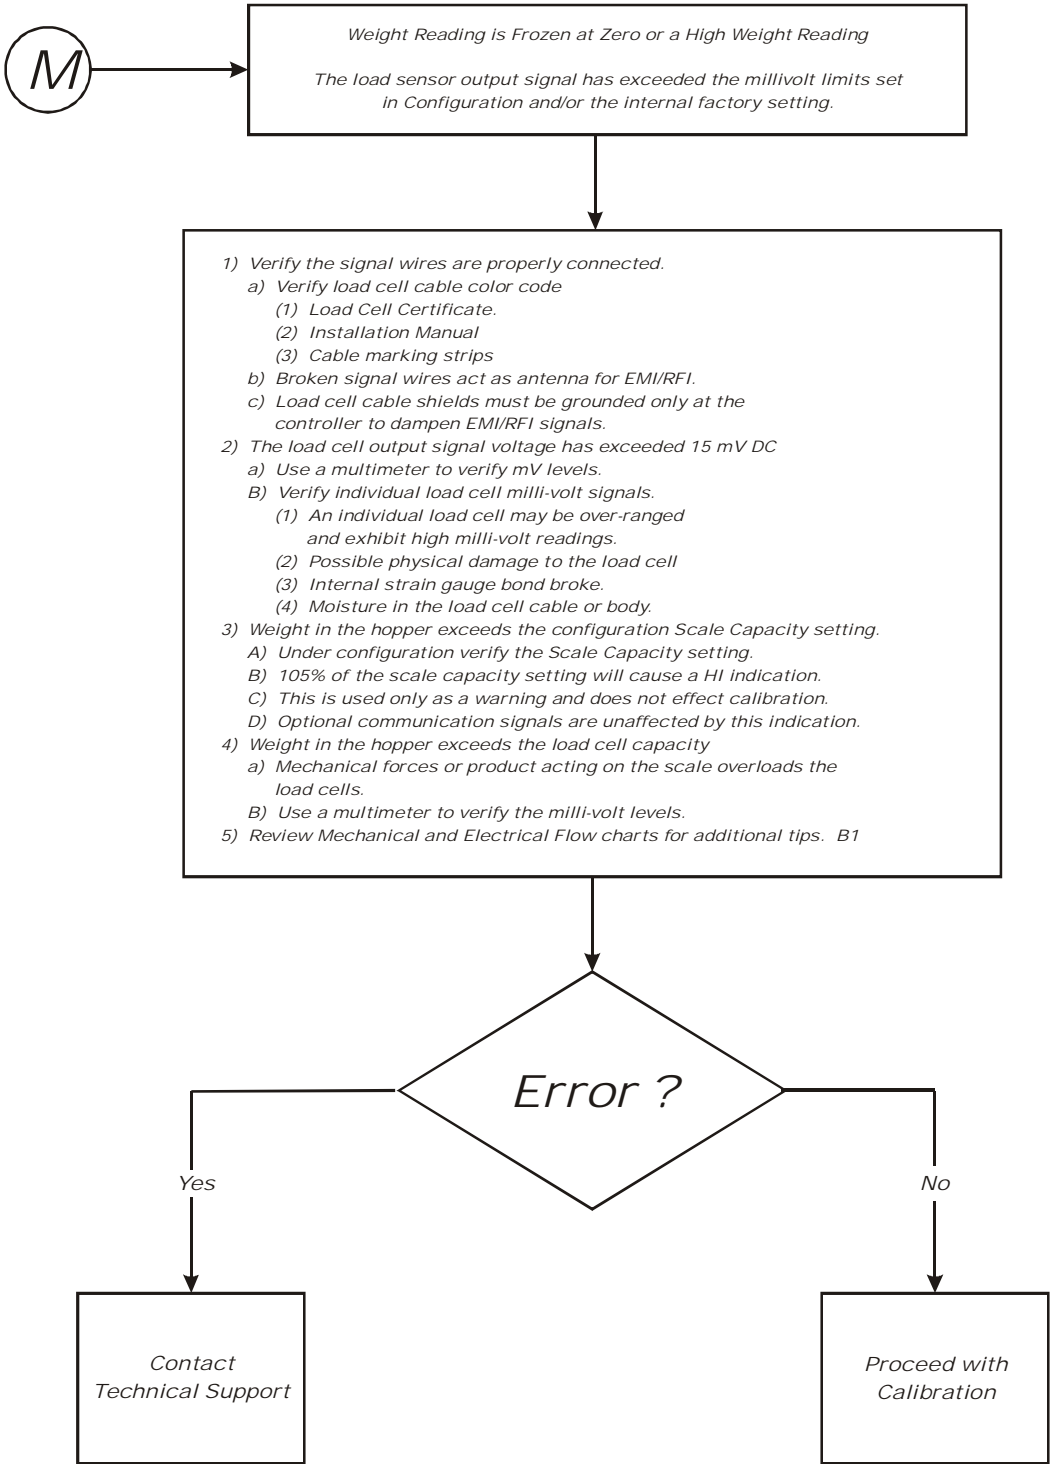 M
Weight Reading is Frozen at Zero or a High Weight Reading
The load sensor output signal has exceeded the millivolt limits set
in Configuration and/or the internal factory setting.
1) Verify the signal wires are properly connected.
a) Verify load cell cable color code
(1) Load Cell Certificate.
(2) Installation Manual
(3) Cable marking strips
b) Broken signal wires act as antenna for EMI/RFI.
c) Load cell cable shields must be grounded only at the
controller to dampen EMI/RFI signals.
2) The load cell output signal voltage has exceeded 15 mV DC
a) Use a multimeter to verify mV levels.
B) Verify individual load cell milli-volt signals.
(1) An individual load cell may be over-ranged
and exhibit high milli-volt readings.
(2) Possible physical damage to the load cell
(3) Internal strain gauge bond broke.
(4) Moisture in the load cell cable or body.
3) Weight in the hopper exceeds the configuration Scale Capacity setting.
A) Under configuration verify the Scale Capacity setting.
B) 105% of the scale capacity setting will cause a HI indication.
C) This is used only as a warning and does not effect calibration.
D) Optional communication signals are unaffected by this indication.
4) Weight in the hopper exceeds the load cell capacity
a) Mechanical forces or product acting on the scale overloads the
load cells.
B) Use a multimeter to verify the milli-volt levels.
5) Review Mechanical and Electrical Flow charts for additional tips. B1
Error ?
Yes
No
Contact
Technical Support
Proceed with
Calibration